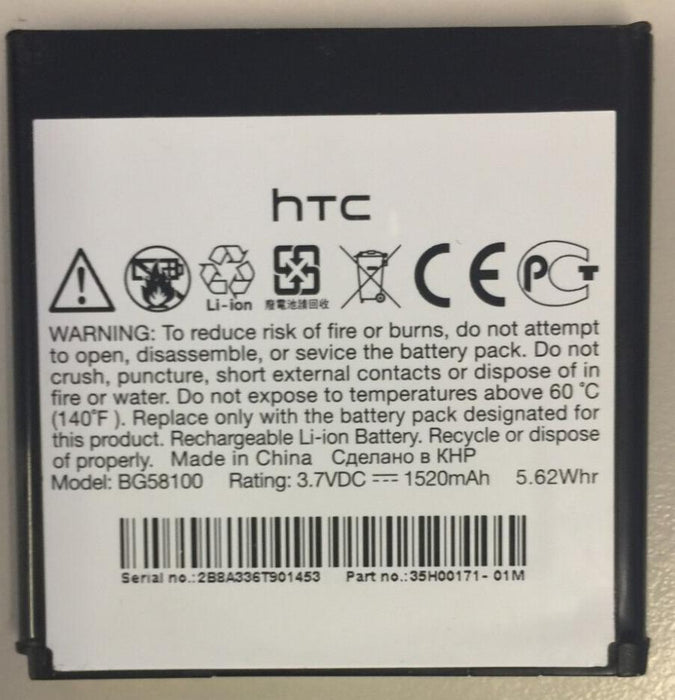 hTC
CE PCT
Li-ion 廢電池請回收
WARNING: To reduce risk of fire or burns, do not attempt
to open, disassemble, or sevice the battery pack. Do not
crush, puncture, short external contacts or dispose of in
fire or water. Do not expose to temperatures above 60 °C
(140°F ). Replace only with the battery pack designated for
this product. Rechargeable Li-ion Battery. Recycle or dispose
of properly. Made in China Сделано в КНР
Model: BG58100 Rating: 3.7VDC ⎓ 1520mAh 5.62Whr
Serial no.:2B8A336T901453 Part no.:35H00171- 01M